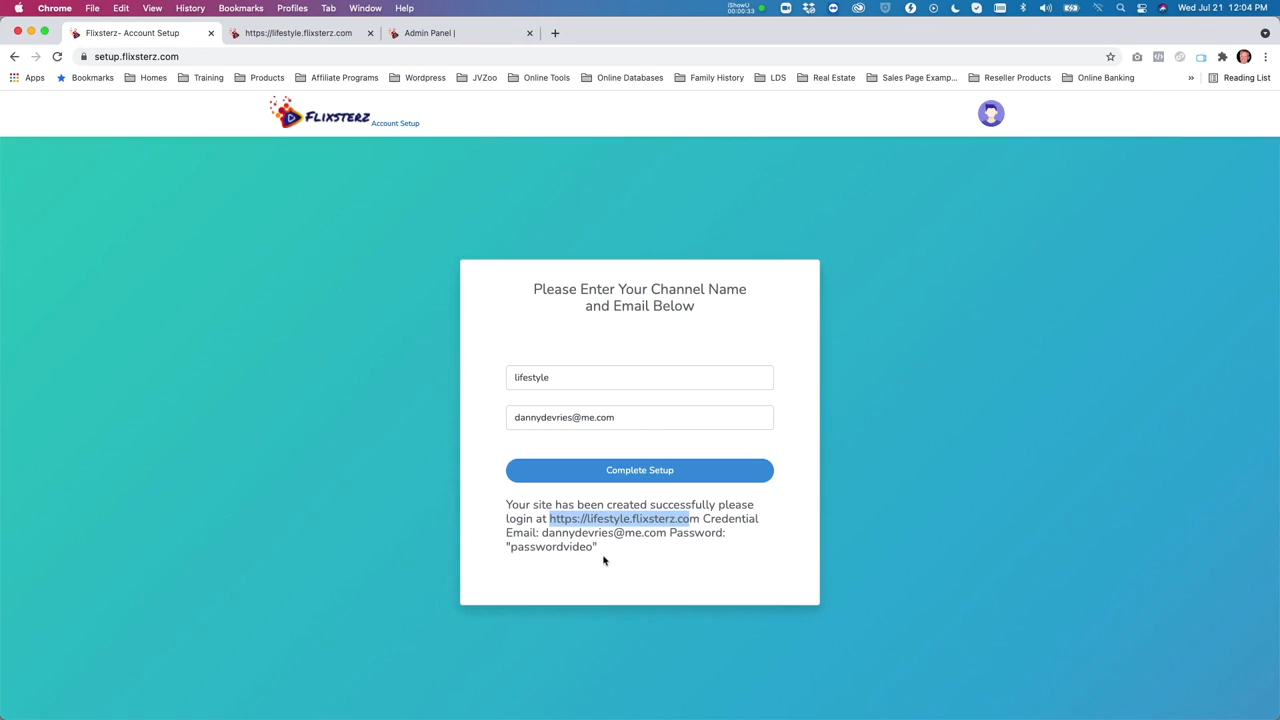 Chrome File Edit View History Bookmarks Profiles Tab Window Help iShowU 00:00:33 Wed Jul 21 12:04 PM
Flixsterz- Account Setup https://lifestyle.flixsterz.com Admin Panel |
setup.flixsterz.com
Apps Bookmarks Homes Training Products Affiliate Programs Wordpress JVZoo Online Tools Online Databases Family History LDS Real Estate Sales Page Examp... Reseller Products Online Banking » Reading List
FLIXSTERZ Account Setup
Please Enter Your Channel Name
and Email Below
lifestyle
dannydevries@me.com
Complete Setup
Your site has been created successfully please
login at https://lifestyle.flixsterz.com Credential
Email: dannydevries@me.com Password:
"passwordvideo"